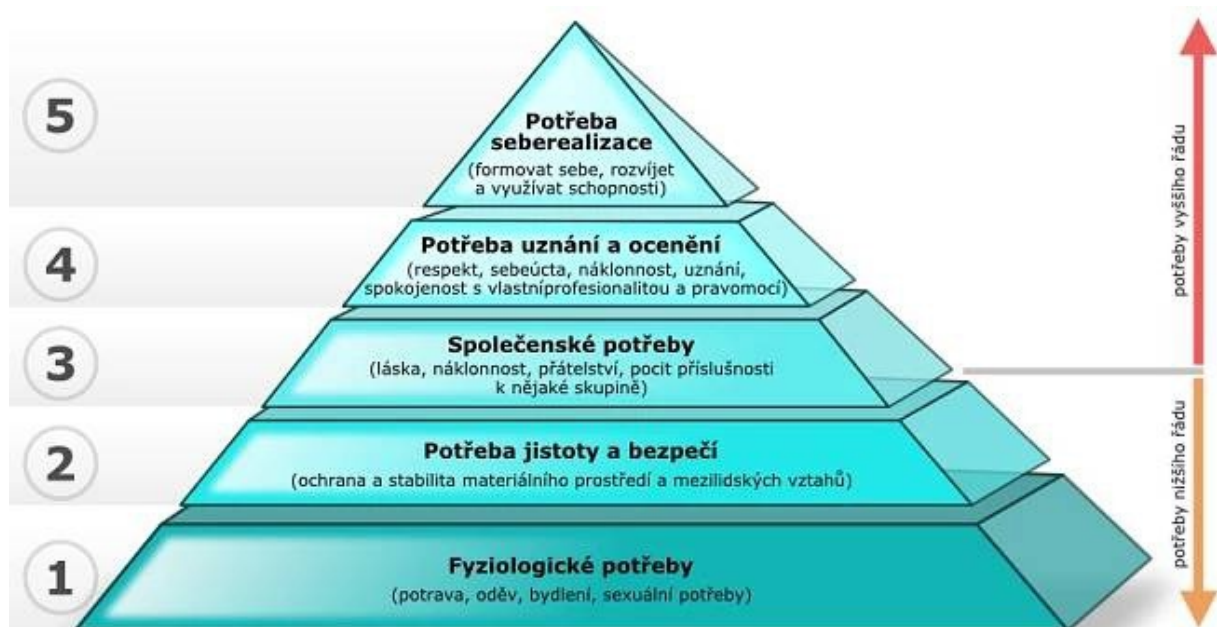 5
Potřeba
seberealizace
(formovat sebe, rozvíjet
a využívat schopnosti)
4
Potřeba uznání a ocenění
(respekt, sebeúcta, náklonnost, uznání,
spokojenost s vlastníprofesionalitou a pravomocí)
3
Společenské potřeby
(láska, náklonnost, přátelství, pocit příslušnosti
k nějaké skupině)
2
Potřeba jistoty a bezpečí
(ochrana a stabilita materiálního prostředí a mezilidských vztahů)
1
Fyziologické potřeby
(potrava, oděv, bydlení, sexuální potřeby)
potřeby vyššího řádu
potřeby nižšího řádu